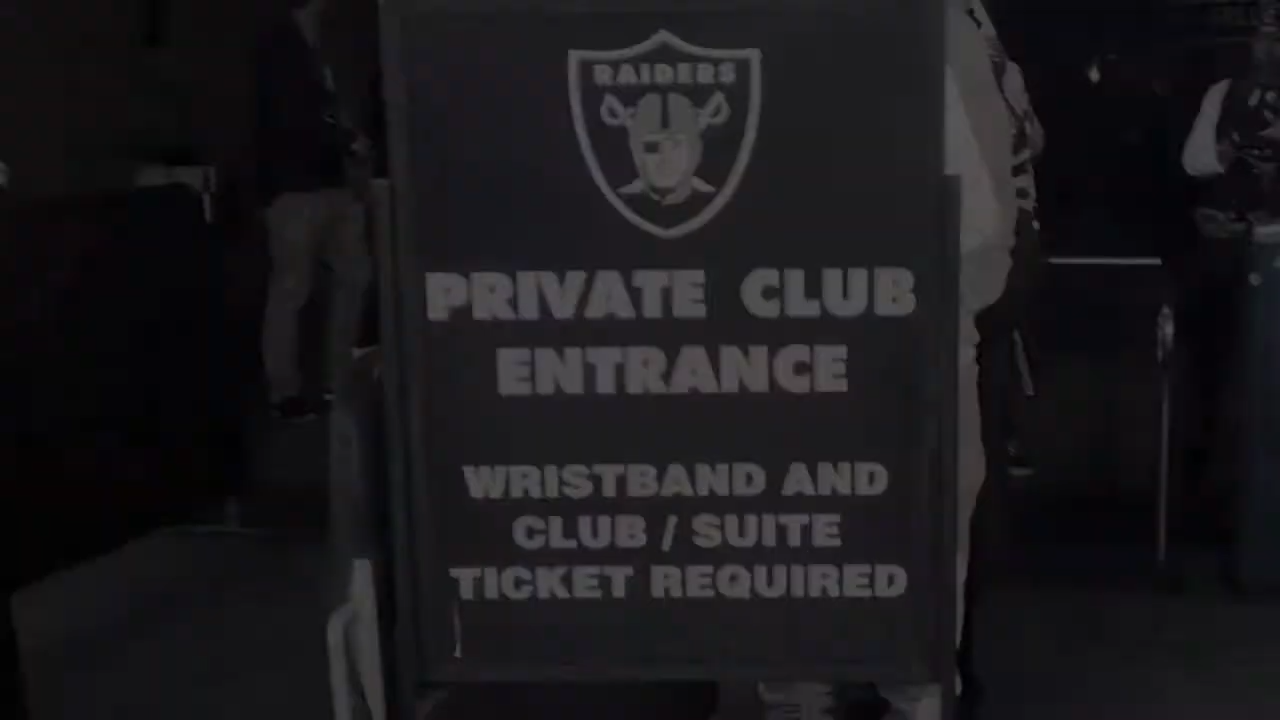 RAIDERS
PRIVATE CLUB
ENTRANCE
WRISTBAND AND
CLUB / SUITE
TICKET REQUIRED